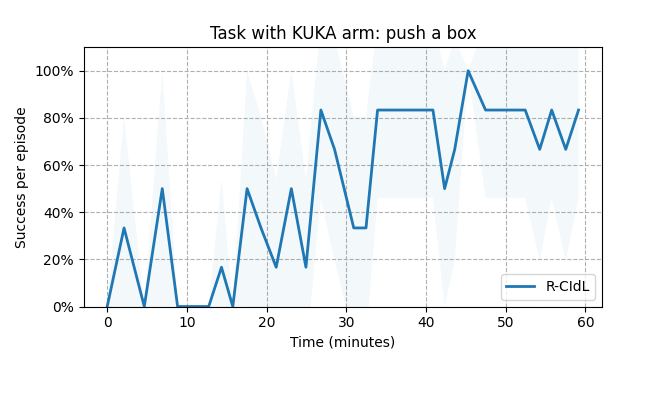 Task with KUKA arm: push a box
Success per episode
100%
80%
60%
40%
20%
0%
0 10 20 30 40 50 60
Time (minutes)
R-CIdL